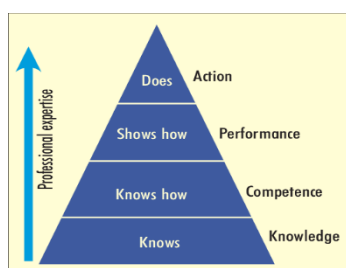 Professional expertise
Does
Action
Shows how
Performance
Knows how
Competence
Knows
Knowledge